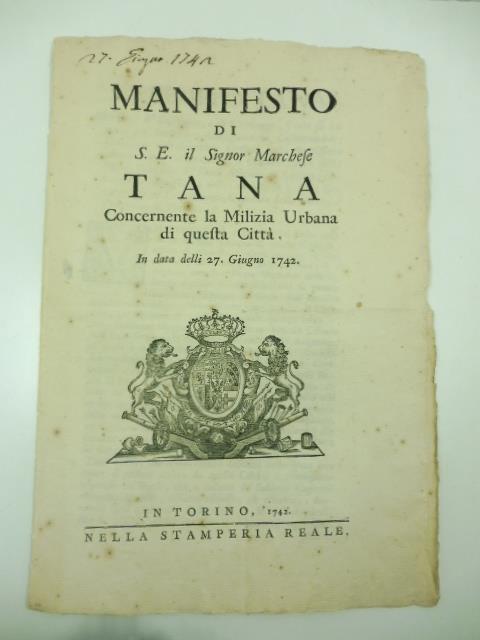 27. Giugno 1742
MANIFESTO
DI
S. E. il Signor Marcheſe
TANA
Concernente la Milizia Urbana
di queſta Città.
In data delli 27. Giugno 1742.
IN TORINO, 1742.
NELLA STAMPERIA REALE.